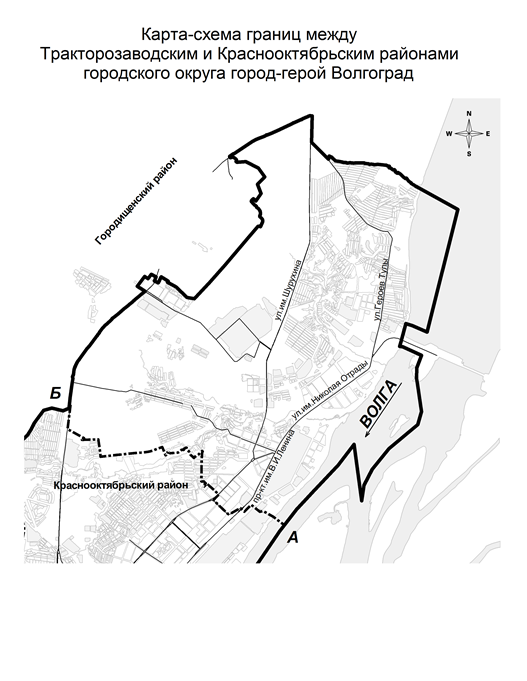 Карта-схема границ между
Тракторозаводским и Краснооктябрьским районами
городского округа город-герой Волгоград
N
W E
S
Городищенский район
ул.им.Шурухина
ул.Героев Тулы
ул.им.Николая Отрады
ВОЛГА
Б
пр-кт.им.В.И.Ленина
Краснооктябрьский район
А